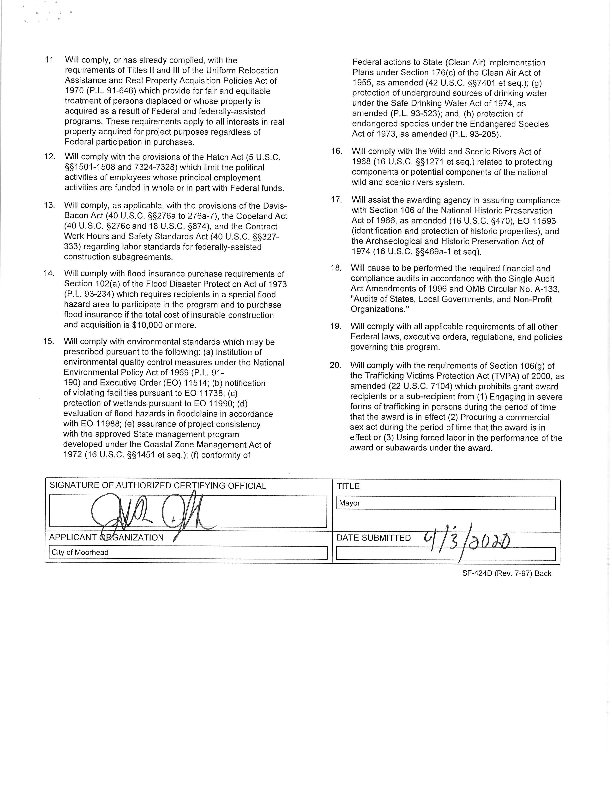 11. Will comply, or has already complied, with the
requirements of Titles II and III of the Uniform Relocation
Assistance and Real Property Acquisition Policies Act of
1970 (P.L. 91-646) which provide for fair and equitable
treatment of persons displaced or whose property is
acquired as a result of Federal and federally-assisted
programs. These requirements apply to all interests in real
property acquired for project purposes regardless of
Federal participation in purchases.
12. Will comply with the provisions of the Hatch Act (5 U.S.C.
§§1501-1508 and 7324-7328) which limit the political
activities of employees whose principal employment
activities are funded in whole or in part with Federal funds.
13. Will comply, as applicable, with the provisions of the Davis-
Bacon Act (40 U.S.C. §§276a to 276a-7), the Copeland Act
(40 U.S.C. §276c and 18 U.S.C. §874), and the Contract
Work Hours and Safety Standards Act (40 U.S.C. §§327-
333) regarding labor standards for federally-assisted
construction subagreements.
14. Will comply with flood insurance purchase requirements of
Section 102(a) of the Flood Disaster Protection Act of 1973
(P.L. 93-234) which requires recipients in a special flood
hazard area to participate in the program and to purchase
flood insurance if the total cost of insurable construction
and acquisition is $10,000 or more.
15. Will comply with environmental standards which may be
prescribed pursuant to the following: (a) institution of
environmental quality control measures under the National
Environmental Policy Act of 1969 (P.L. 91-
190) and Executive Order (EO) 11514; (b) notification
of violating facilities pursuant to EO 11738; (c)
protection of wetlands pursuant to EO 11990; (d)
evaluation of flood hazards in floodplains in accordance
with EO 11988; (e) assurance of project consistency
with the approved State management program
developed under the Coastal Zone Management Act of
1972 (16 U.S.C. §§1451 et seq.); (f) conformity of
Federal actions to State (Clean Air) Implementation
Plans under Section 176(c) of the Clean Air Act of
1955, as amended (42 U.S.C. §§7401 et seq.); (g)
protection of underground sources of drinking water
under the Safe Drinking Water Act of 1974, as
amended (P.L. 93-523); and, (h) protection of
endangered species under the Endangered Species
Act of 1973, as amended (P.L. 93-205).
16. Will comply with the Wild and Scenic Rivers Act of
1968 (16 U.S.C. §§1271 et seq.) related to protecting
components or potential components of the national
wild and scenic rivers system.
17. Will assist the awarding agency in assuring compliance
with Section 106 of the National Historic Preservation
Act of 1966, as amended (16 U.S.C. §470), EO 11593
(identification and protection of historic properties), and
the Archaeological and Historic Preservation Act of
1974 (16 U.S.C. §§469a-1 et seq).
18. Will cause to be performed the required financial and
compliance audits in accordance with the Single Audit
Act Amendments of 1996 and OMB Circular No. A-133,
"Audits of States, Local Governments, and Non-Profit
Organizations."
19. Will comply with all applicable requirements of all other
Federal laws, executive orders, regulations, and policies
governing this program.
20. Will comply with the requirements of Section 106(g) of
the Trafficking Victims Protection Act (TVPA) of 2000, as
amended (22 U.S.C. 7104) which prohibits grant award
recipients or a sub-recipient from (1) Engaging in severe
forms of trafficking in persons during the period of time
that the award is in effect (2) Procuring a commercial
sex act during the period of time that the award is in
effect or (3) Using forced labor in the performance of the
award or subawards under the award.
SIGNATURE OF AUTHORIZED CERTIFYING OFFICIAL
TITLE
Mayor
APPLICANT ORGANIZATION
DATE SUBMITTED 4/3/2020
City of Moorhead
SF-424D (Rev. 7-97) Back